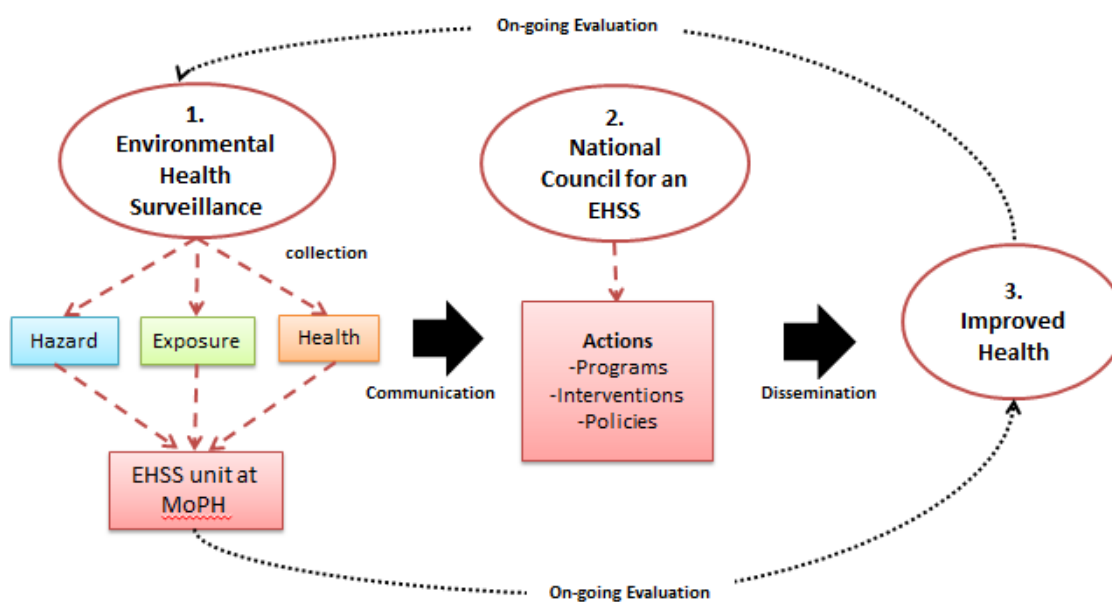 On-going Evaluation
1.
Environmental
Health
Surveillance
2.
National
Council for an
EHSS
collection
Hazard
Exposure
Health
Communication
Actions
-Programs
-Interventions
-Policies
Dissemination
3.
Improved
Health
EHSS unit at
MoPH
On-going Evaluation